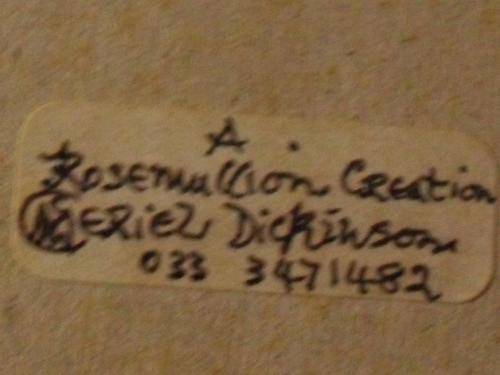 A
Rosemullion Creation
Meriel Dickinson
033 3471482